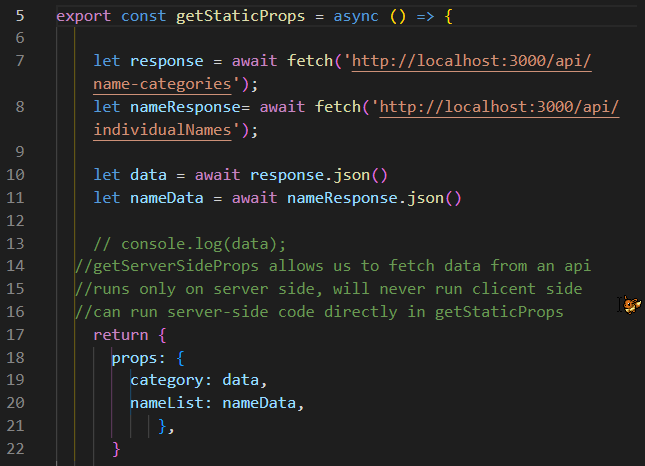 5 export const getStaticProps = async () => {
6
7 let response = await fetch('http://localhost:3000/api/
name-categories');
8 let nameResponse= await fetch('http://localhost:3000/api/
individualNames');
9
10 let data = await response.json()
11 let nameData = await nameResponse.json()
12
13 // console.log(data);
14 //getServerSideProps allows us to fetch data from an api
15 //runs only on server side, will never run clicent side
16 //can run server-side code directly in getStaticProps
17 return {
18 props: {
19 category: data,
20 nameList: nameData,
21 },
22 }